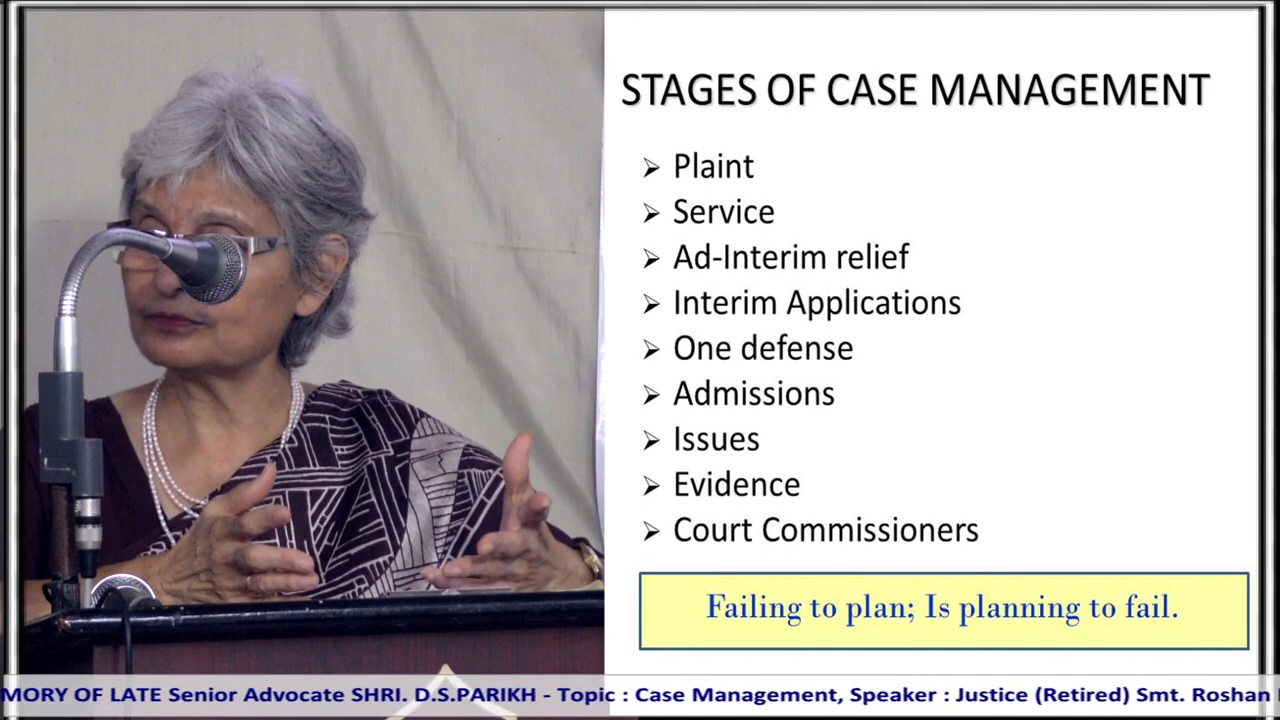 STAGES OF CASE MANAGEMENT
➢ Plaint
➢ Service
➢ Ad-Interim relief
➢ Interim Applications
➢ One defense
➢ Admissions
➢ Issues
➢ Evidence
➢ Court Commissioners
Failing to plan; Is planning to fail.
MORY OF LATE Senior Advocate SHRI. D.S.PARIKH - Topic : Case Management, Speaker : Justice (Retired) Smt. Roshan